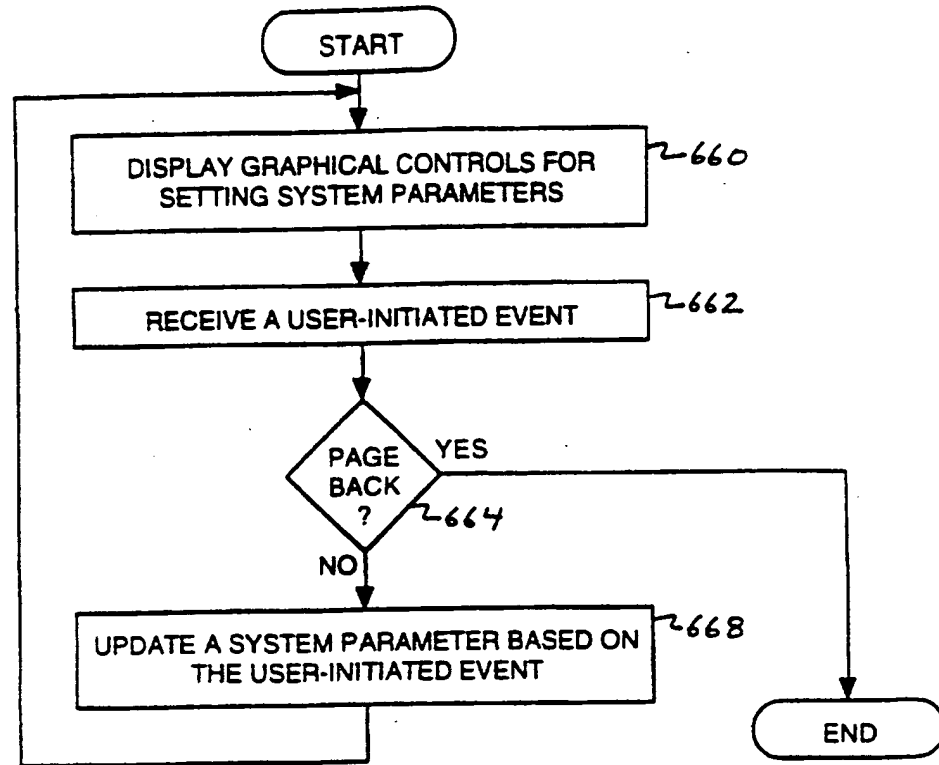 START
DISPLAY GRAPHICAL CONTROLS FOR
SETTING SYSTEM PARAMETERS
660
RECEIVE A USER-INITIATED EVENT
662
PAGE
BACK
?
YES
664
NO
UPDATE A SYSTEM PARAMETER BASED ON
THE USER-INITIATED EVENT
668
END